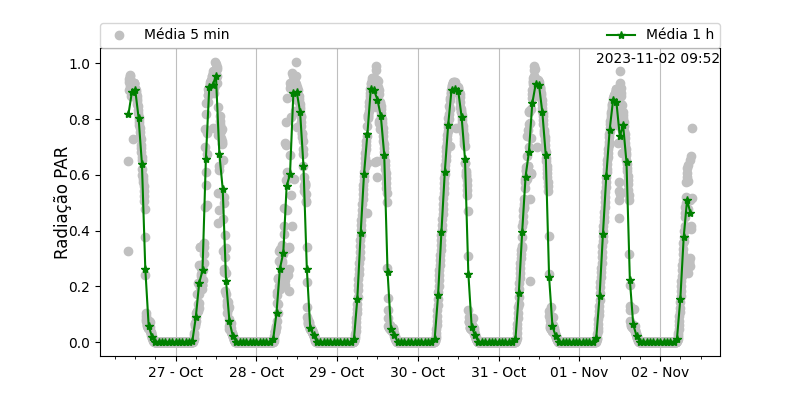 Média 5 min
Média 1 h
2023-11-02 09:52
Radiação PAR
1.0
0.8
0.6
0.4
0.2
0.0
27 - Oct
28 - Oct
29 - Oct
30 - Oct
31 - Oct
01 - Nov
02 - Nov